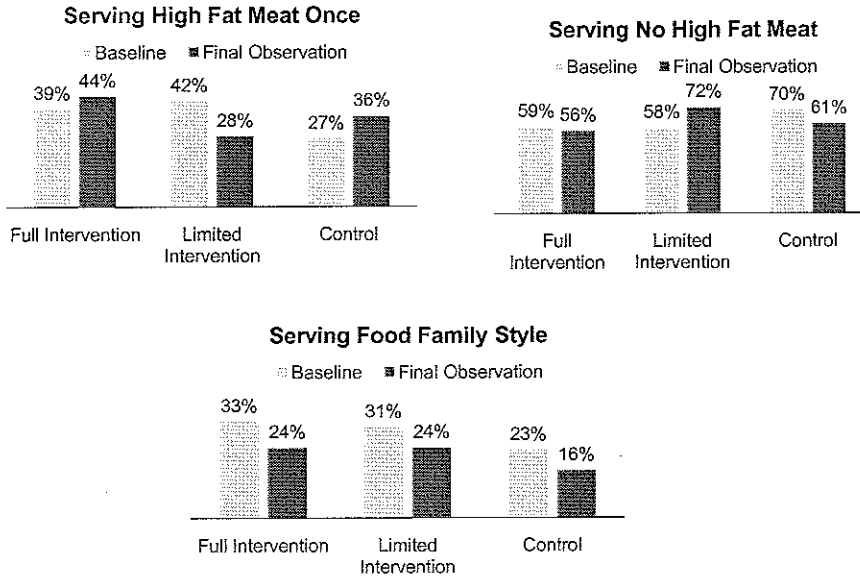 Serving High Fat Meat Once
Baseline Final Observation
39% 44% 42% 28% 27% 36%
Full Intervention Limited Intervention Control
Serving No High Fat Meat
Baseline Final Observation
59% 56% 58% 72% 70% 61%
Full Intervention Limited Intervention Control
Serving Food Family Style
Baseline Final Observation
33% 24% 31% 24% 23% 16%
Full Intervention Limited Intervention Control